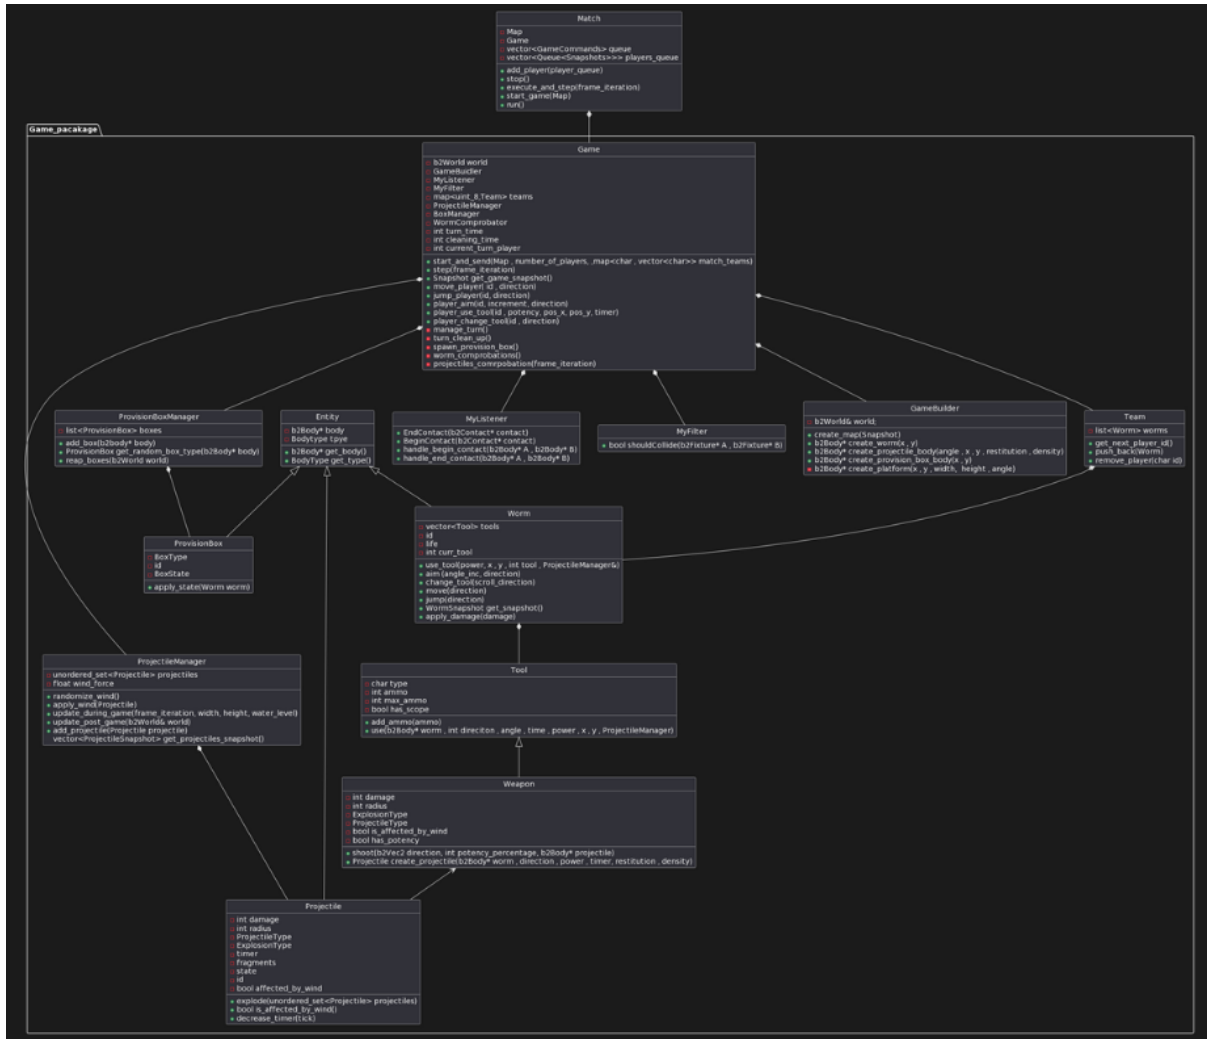 Match
Map
Game
vector<GameCommands> queue
vector<Queue<Snapshots>>> players_queue
add_player(player_queue)
stop()
execute_and_step(frame_iteration)
start_game(Map)
run()
Game_pacakage
Game
b2World world
GameBuidler
MyListener
MyFilter
map<uint_8,Team> teams
ProjectileManager
BoxManager
WormComprobator
int turn_time
int cleaning_time
int current_turn_player
start_and_send(Map , number_of_players, ,map<char , vector<char>> match_teams)
step(frame_iteration)
Snapshot get_game_snapshot()
move_player( id , direction)
jump_player(id, direction)
player_aim(id, increment, direction)
player_use_tool(id , potency, pos_x, pos_y, timer)
player_change_tool(id , direction)
manage_turn()
turn_clean_up()
spawn_provision_box()
worm_comprobations()
projectiles_comrpobation(frame_iteration)
ProvisionBoxManager
list<ProvisionBox> boxes
add_box(b2body* body)
ProvisionBox get_random_box_type(b2Body* body)
reap_boxes(b2World world)
Entity
b2Body* body
Bodytype tpye
b2Body* get_body()
BodyType get_type()
MyListener
EndContact(b2Contact* contact)
BeginContact(b2Contact* contact)
handle_begin_contact(b2Body* A , b2Body* B)
handle_end_contact(b2Body* A , b2Body* B)
MyFilter
bool shouldCollide(b2Fixture* A , b2Fixture* B)
GameBuilder
b2World& world;
create_map(Snapshot)
b2Body* create_worm(x , y)
b2Body* create_projectile_body(angle , x , y , restitution , density)
b2Body* create_provision_box_body(x , y)
b2Body* create_platform(x , y , width, height , angle)
Team
list<Worm> worms
get_next_player_id()
push_back(Worm)
remove_player(char id)
Worm
vector<Tool> tools
id
life
int curr_tool
use_tool(power, x , y , int tool , ProjectileManager&)
aim (angle_inc, direction)
change_tool(scroll_direction)
move(direction)
jump(direction)
WormSnapshot get_snapshot()
apply_damage(damage)
ProvisionBox
BoxType
id
BoxState
apply_state(Worm worm)
ProjectileManager
unordered_set<Projectile> projectiles
float wind_force
randomize_wind()
apply_wind(Projectile)
update_during_game(frame_iteration, width, height, water_level)
update_post_game(b2World& world)
add_projectile(Projectile projectile)
vector<ProjectileSnapshot> get_projectiles_snapshot()
Tool
char type
int ammo
int max_ammo
bool has_scope
add_ammo(ammo)
use(b2Body* worm , int direciton , angle , time , power , x , y , ProjectileManager)
Weapon
int damage
int radius
ExplosionType
ProjectileType
bool is_affected_by_wind
bool has_potency
shoot(b2Vec2 direction, int potency_percentage, b2Body* projectile)
Projectile create_projectile(b2Body* worm , direction , power , timer, restitution , density)
Projectile
int damage
int radius
ProjectileType
ExplosionType
timer
fragments
state
id
bool affected_by_wind
explode(unordered_set<Projectile> projectiles)
bool is_affected_by_wind()
decrease_timer(tick)